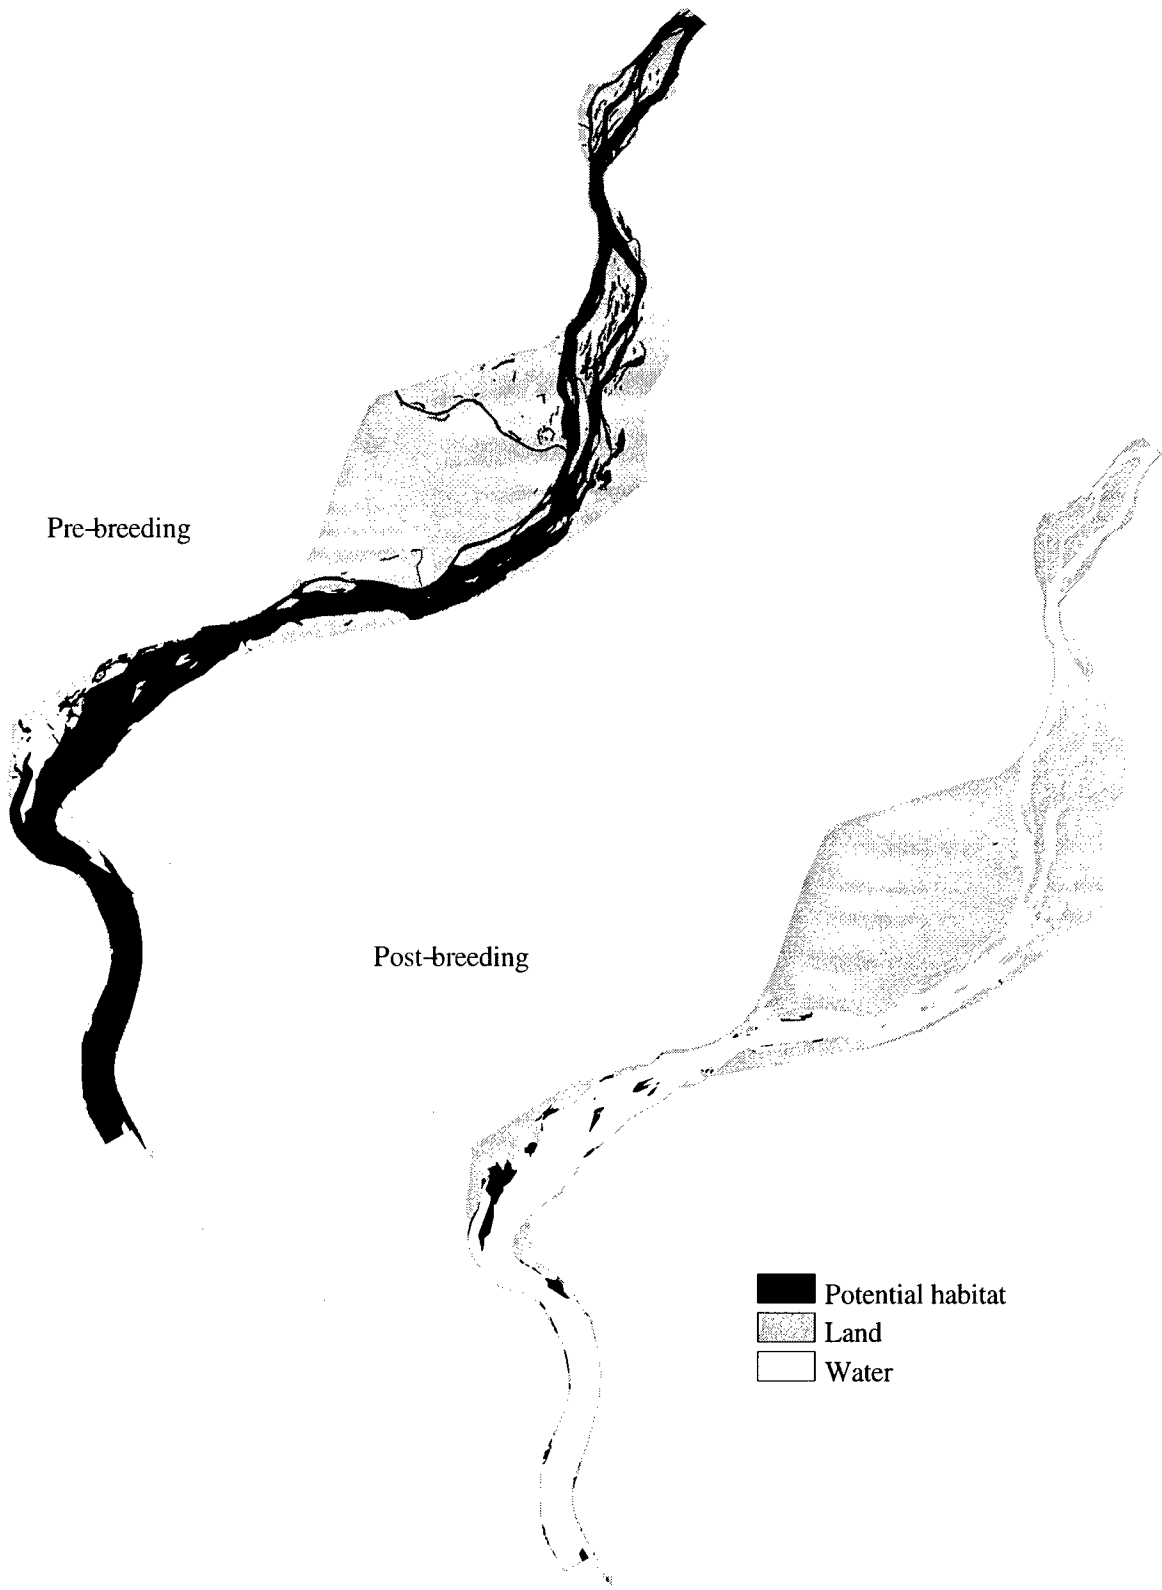 Pre-breeding
Post-breeding
Potential habitat
Land
Water